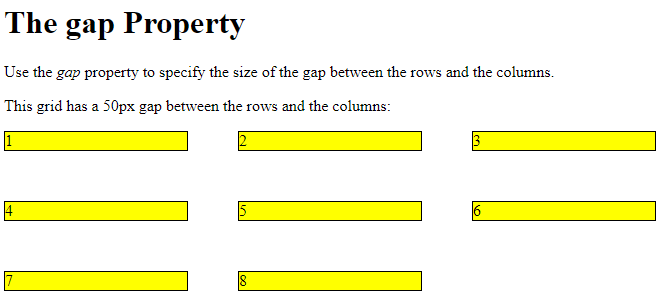 The gap Property
Use the gap property to specify the size of the gap between the rows and the columns.
This grid has a 50px gap between the rows and the columns:
1 2 3
4 5 6
7 8